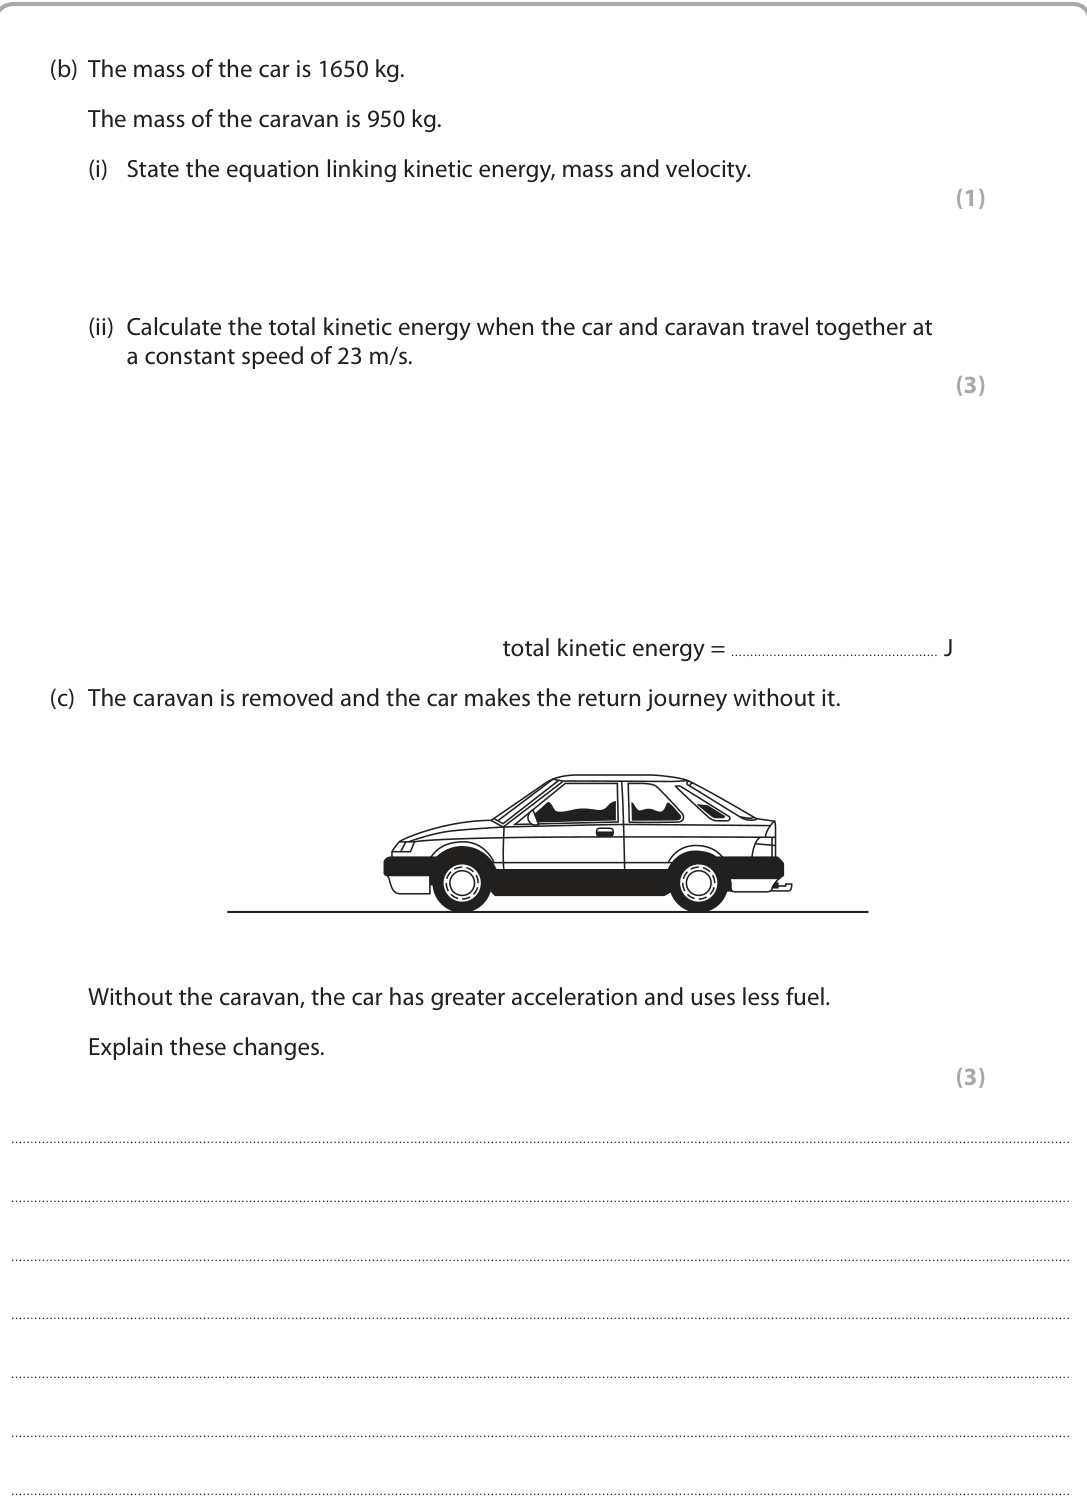 (b) The mass of the car is 1650 kg.
The mass of the caravan is 950 kg.
(i) State the equation linking kinetic energy, mass and velocity.
(1)
(ii) Calculate the total kinetic energy when the car and caravan travel together at
a constant speed of 23 m/s.
(3)
total kinetic energy = .................................................... J
(c) The caravan is removed and the car makes the return journey without it.
Without the caravan, the car has greater acceleration and uses less fuel.
Explain these changes.
(3)